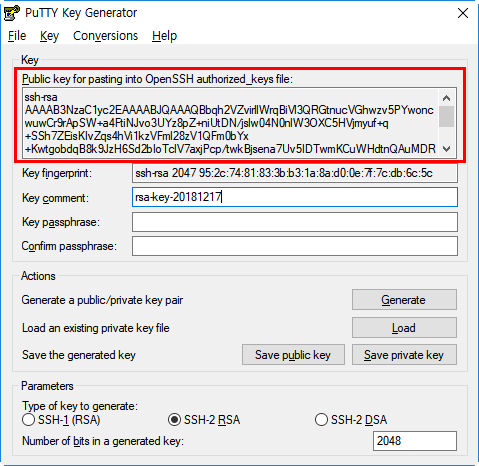 PuTTY Key Generator
File Key Conversions Help
Key
Public key for pasting into OpenSSH authorized_keys file:
ssh-rsa
AAAAB3NzaC1yc2EAAAABJQAAAQBbqh2VZvirlIWrqBiVl3QRGtnucVGhwzv5PYwonc
wuwCr9rApSW+a4RtiNJvo3UYz8pZ+niUtDN/jslw04N0nIW3OXC5HVjmyuf+q
+SSh7ZEisKlvZqs4hVi1kzVFmI28zV1QFm0bYx
+KwtgobdqB8k9JzH6Sd2bIoTclV7axjPcp/twkBjsena7Uv5IDTwmKCuWHdtnQAuMDR
Key fingerprint: ssh-rsa 2047 95:2c:74:81:83:3b:b3:1a:8a:d0:0e:7f:7c:db:6c:5c
Key comment: rsa-key-20181217
Key passphrase:
Confirm passphrase:
Actions
Generate a public/private key pair Generate
Load an existing private key file Load
Save the generated key Save public key Save private key
Parameters
Type of key to generate:
SSH-1 (RSA) SSH-2 RSA SSH-2 DSA
Number of bits in a generated key: 2048